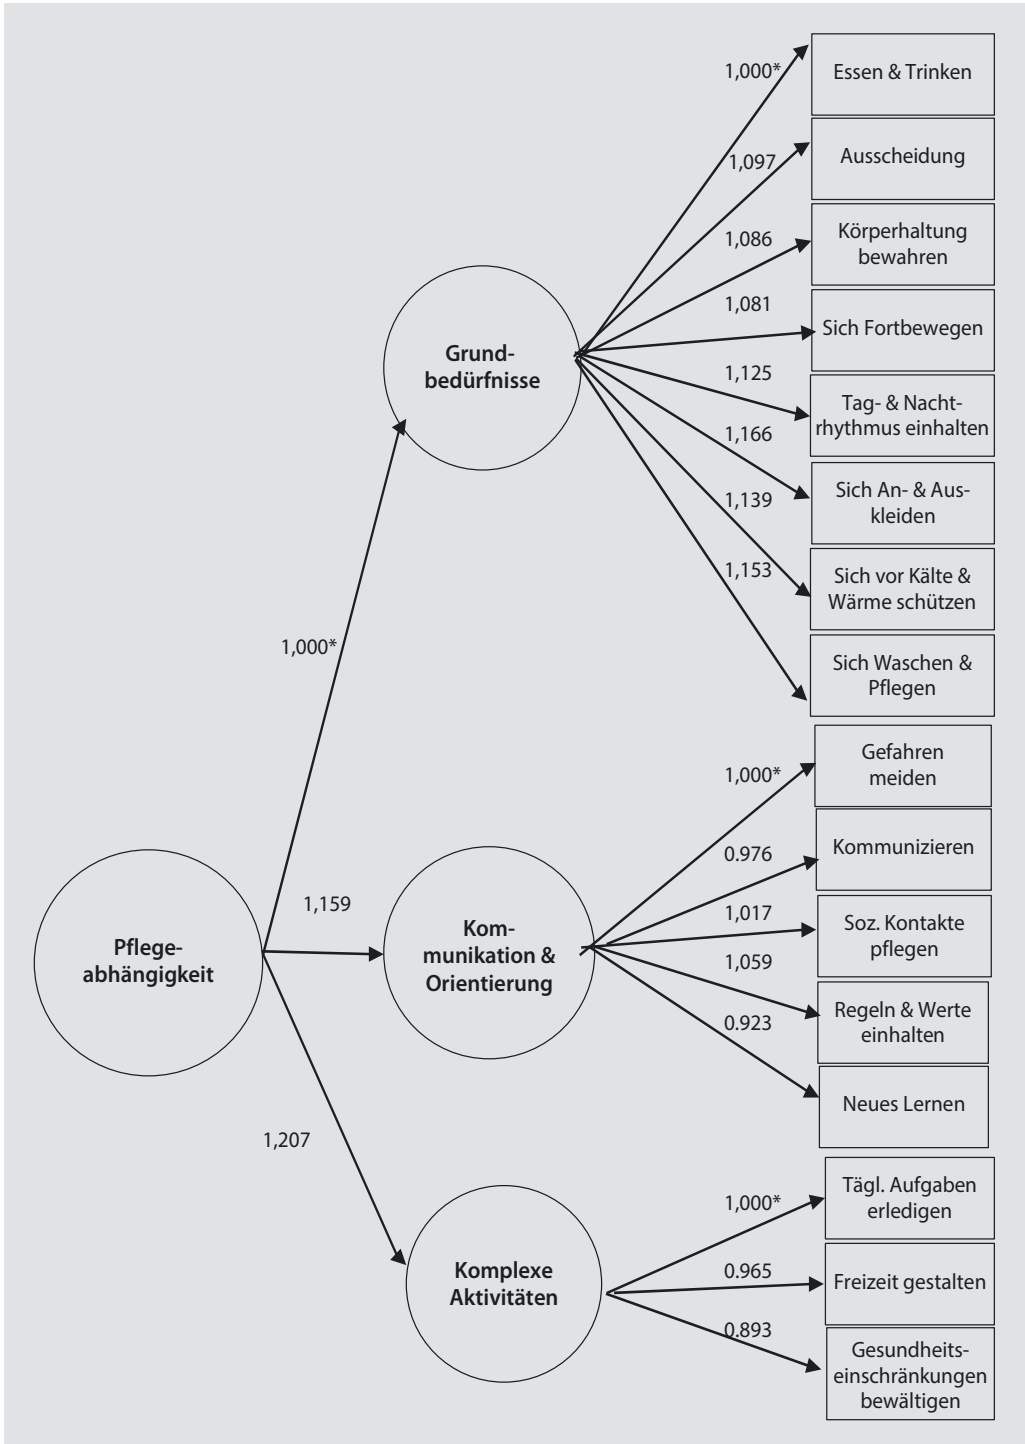 1,000*
Essen & Trinken
1,097
Ausscheidung
1,086
Körperhaltung
bewahren
1,081
Sich Fortbewegen
Grund-
bedürfnisse
1,125
Tag- & Nacht-
rhythmus einhalten
1,166
Sich An- & Aus-
kleiden
1,139
Sich vor Kälte &
Wärme schützen
1,153
Sich Waschen &
Pflegen
1,000*
Gefahren
meiden
1,000*
0.976
Kommunizieren
1,159
1,017
Soz. Kontakte
pflegen
Pflege-
abhängigkeit
Kom-
munikation &
Orientierung
1,059
Regeln & Werte
einhalten
0.923
Neues Lernen
1,207
1,000*
Tägl. Aufgaben
erledigen
Komplexe
Aktivitäten
0.965
Freizeit gestalten
0.893
Gesundheits-
einschränkungen
bewältigen